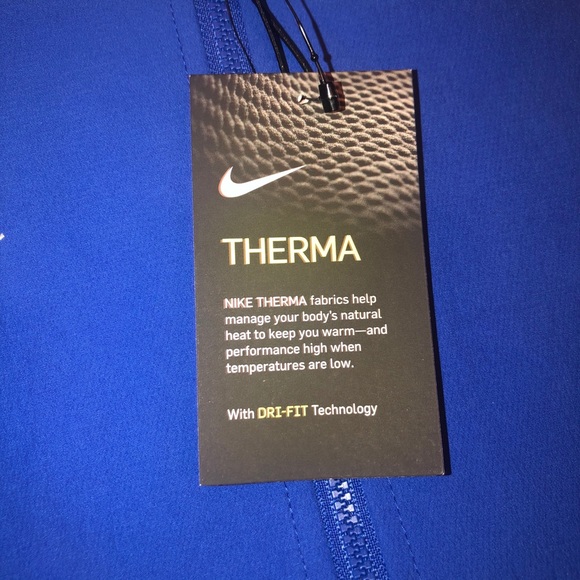 THERMA
NIKE THERMA fabrics help
manage your body's natural
heat to keep you warm—and
performance high when
temperatures are low.
With DRI-FIT Technology